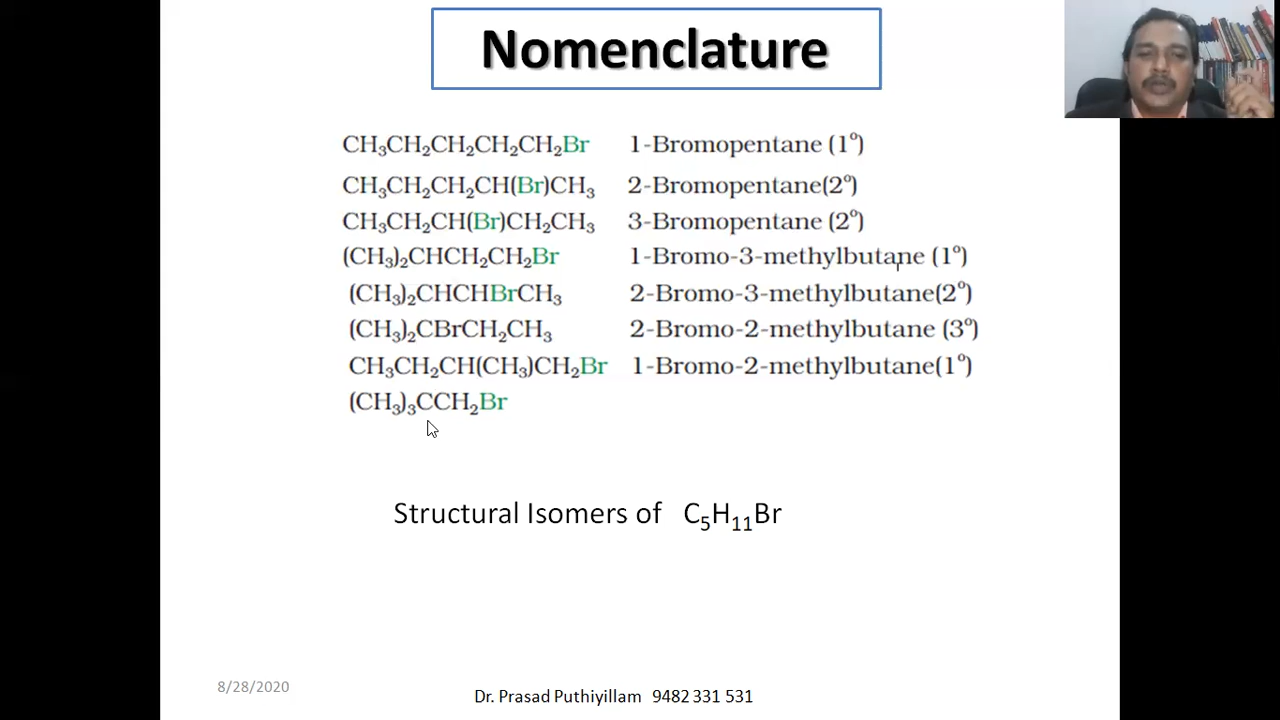 Nomenclature
CH₃CH₂CH₂CH₂CH₂Br 1-Bromopentane (1°)
CH₃CH₂CH₂CH(Br)CH₃ 2-Bromopentane(2°)
CH₃CH₂CH(Br)CH₂CH₃ 3-Bromopentane (2°)
(CH₃)₂CHCH₂CH₂Br 1-Bromo-3-methylbutane (1°)
(CH₃)₂CHCHBrCH₃ 2-Bromo-3-methylbutane(2°)
(CH₃)₂CBrCH₂CH₃ 2-Bromo-2-methylbutane (3°)
CH₃CH₂CH(CH₃)CH₂Br 1-Bromo-2-methylbutane(1°)
(CH₃)₃CCH₂Br
Structural Isomers of C₅H₁₁Br
8/28/2020
Dr. Prasad Puthiyillam 9482 331 531